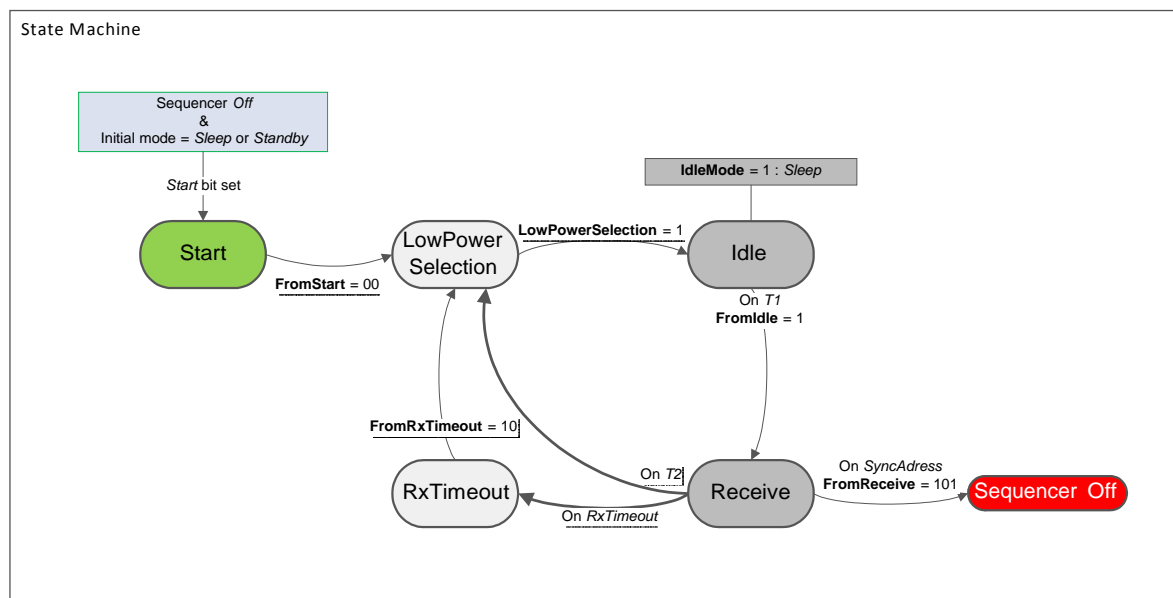 State Machine
Sequencer Off
&
Initial mode = Sleep or Standby
Start bit set
IdleMode = 1 : Sleep
Start
FromStart = 00
LowPower
Selection
LowPowerSelection = 1
Idle
On T1
FromIdle = 1
FromRxTimeout = 10
On T2
RxTimeout
On RxTimeout
Receive
On SyncAdress
FromReceive = 101
Sequencer Off